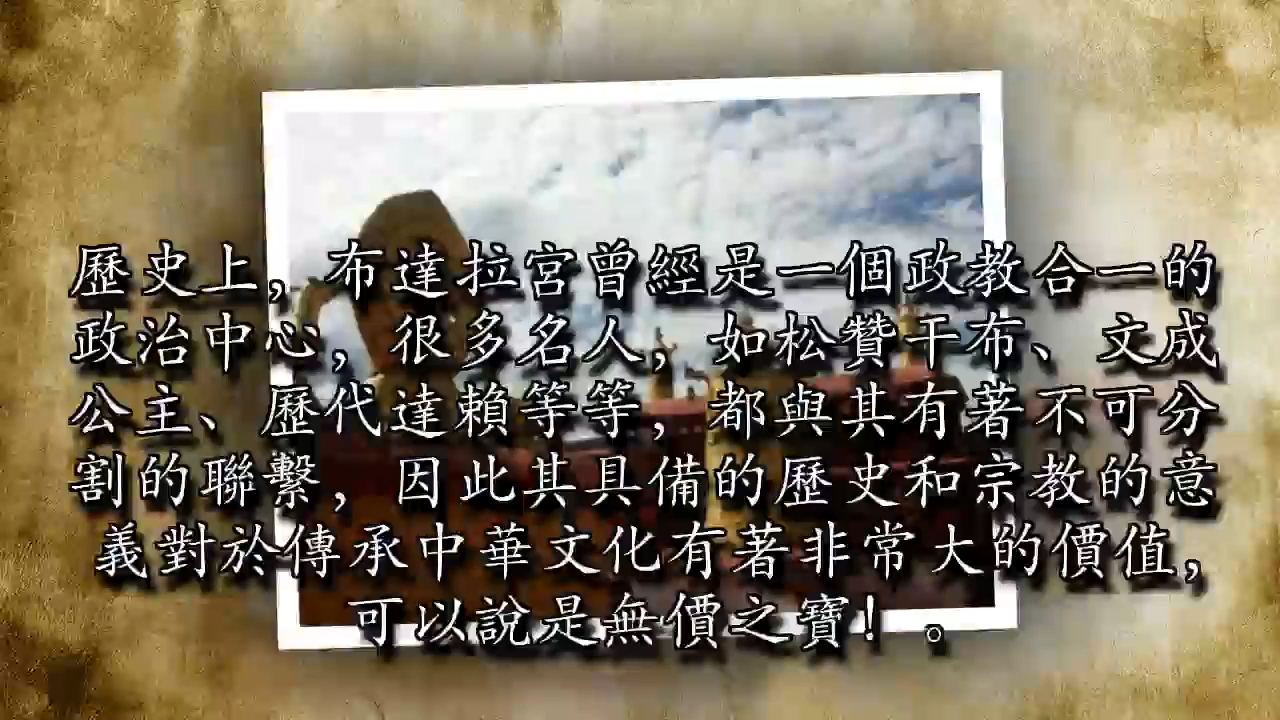 歷史上，布達拉宮曾經是一個政教合一的
政治中心，很多名人，如松贊干布、文成
公主、歷代達賴等等，都與其有著不可分
割的聯繫，因此其具備的歷史和宗教的意
義對於傳承中華文化有著非常大的價值，
可以說是無價之寶！。